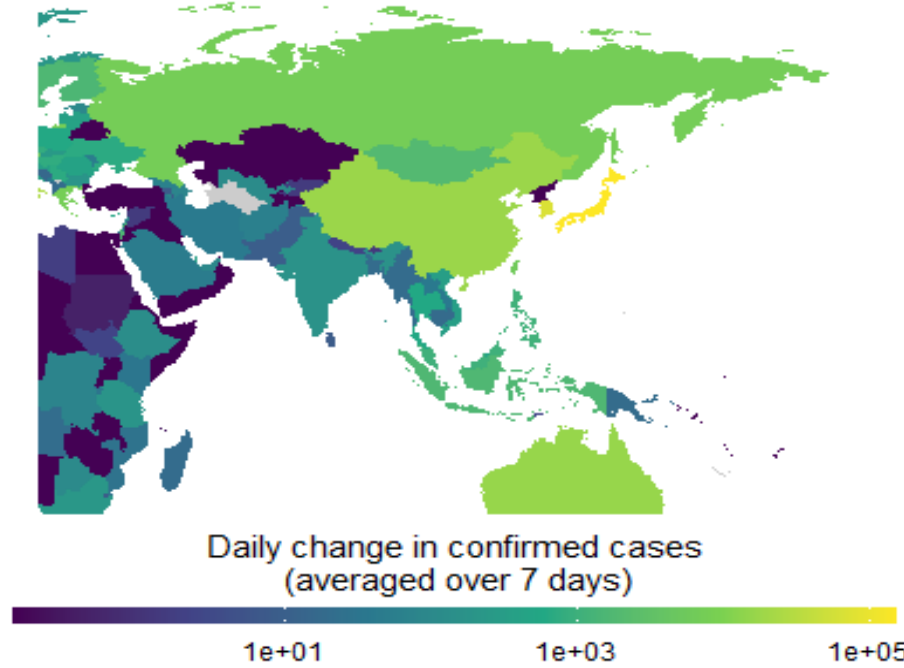 Daily change in confirmed cases
(averaged over 7 days)
1e+01 1e+03 1e+05